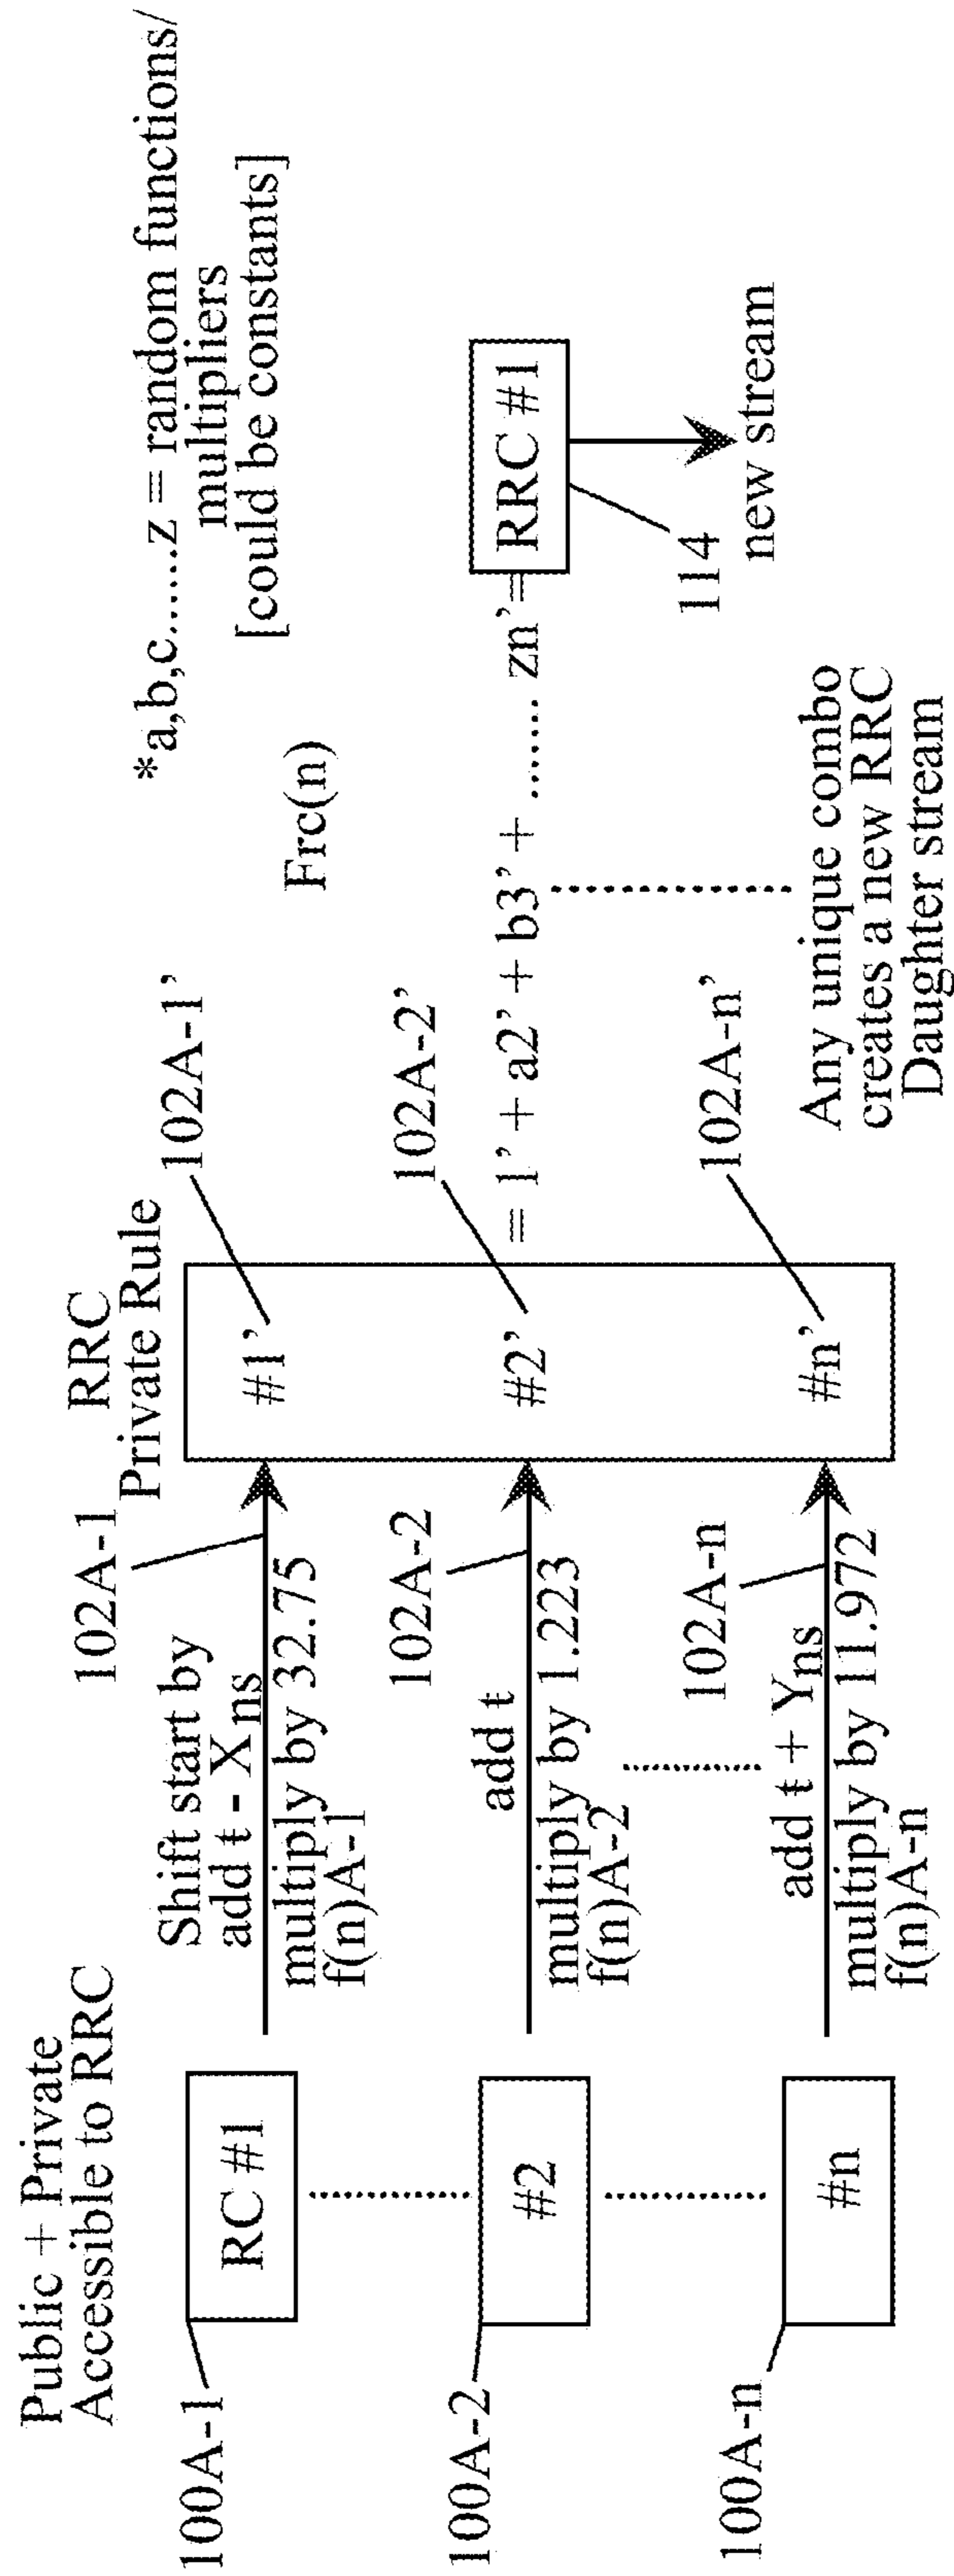 Public + Private
Accessible to RRC
100A-1
RC #1
100A-2
#2
100A-n
#n
102A-1
Shift start by
add t - Xns
multiply by 32.75
f(n)A-1
102A-2
add t
multiply by 1.223
f(n)A-2
102A-n
add t + Yns
multiply by 11.972
f(n)A-n
RRC
Private Rule
#1’
#2’
#n’
102A-1’
102A-2’
102A-n’
*a,b,c......z = random functions/
multipliers
[could be constants]
Frc(n)
= 1’ + a2’ + b3’ + ....... zn’=
RRC #1
114
new stream
Any unique combo
creates a new RRC
Daughter stream